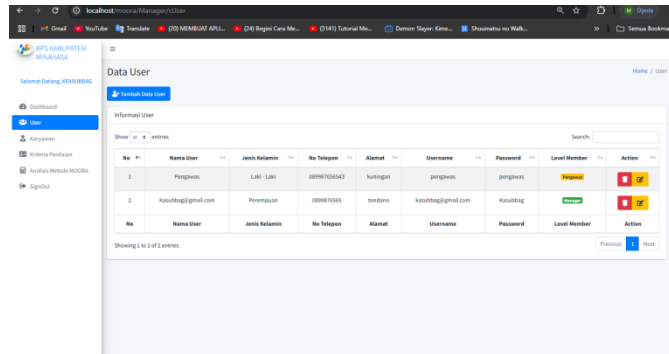 localhost/moora/Manager/cUser
Dijeda
Gmail YouTube Translate (20) MEMBUAT APLI... (24) Begini Cara Me... (3141) Tutorial Me... Demon Slayer: Kime... Shuumatsu no Walk... » Semua Bookma
BPS KABUPATEN
MINAHASA
Selamat Datang, KASUBBAG
Dashboard
User
Karyawan
Kriteria Penilaian
Analisis Metode MOORA
SignOut
Data User
Home / User
Tambah Data User
Informasi User
Show 10 entries
Search:
No Nama User Jenis Kelamin No Telepon Alamat Username Password Level Member Action
1 Pengawas Laki - Laki 089987656543 kuningan pengawas pengawas Pengawas
2 Kasubbag@gmail.com Perempuan 0899876565 tondano kasubbag@gmail.com Kasubbag Manager
No Nama User Jenis Kelamin No Telepon Alamat Username Password Level Member Action
Showing 1 to 2 of 2 entries
Previous 1 Next